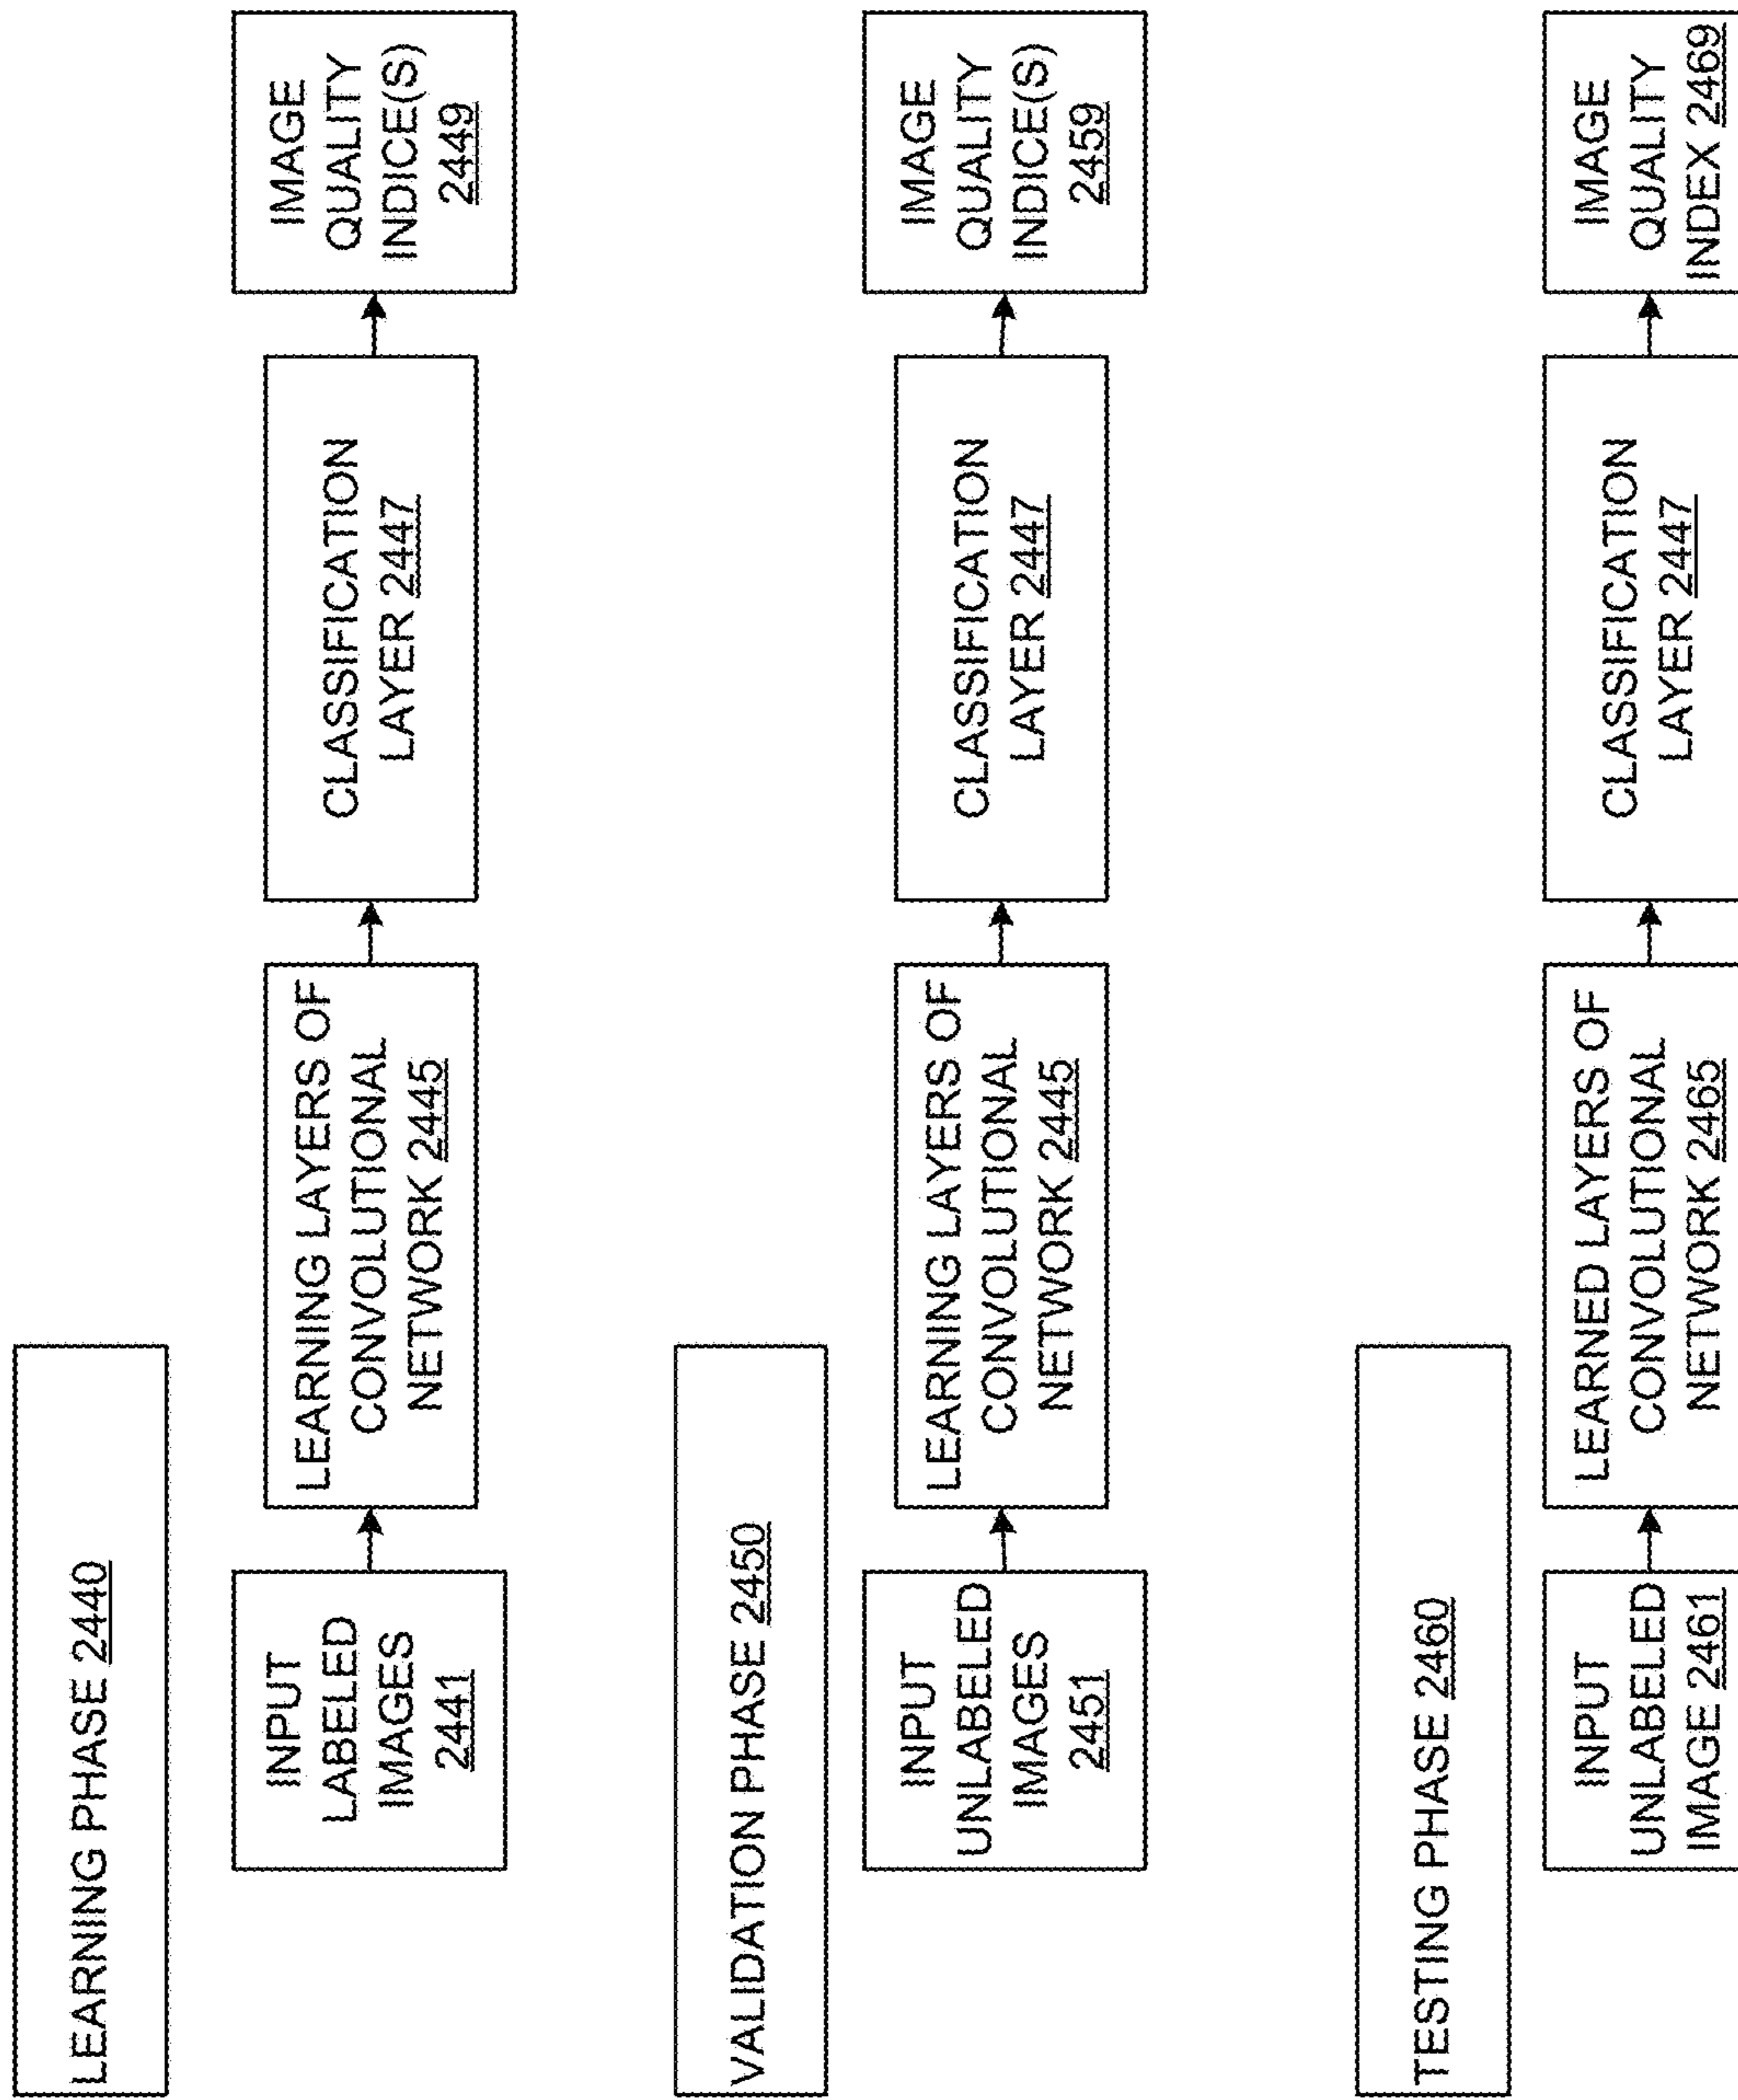 LEARNING PHASE 2440
INPUT
LABELED
IMAGES
2441
LEARNING LAYERS OF
CONVOLUTIONAL
NETWORK 2445
CLASSIFICATION
LAYER 2447
IMAGE
QUALITY
INDICE(S)
2449
VALIDATION PHASE 2450
INPUT
UNLABELED
IMAGES
2451
LEARNING LAYERS OF
CONVOLUTIONAL
NETWORK 2445
CLASSIFICATION
LAYER 2447
IMAGE
QUALITY
INDICE(S)
2459
TESTING PHASE 2460
INPUT
UNLABELED
IMAGE 2461
LEARNED LAYERS OF
CONVOLUTIONAL
NETWORK 2465
CLASSIFICATION
LAYER 2447
IMAGE
QUALITY
INDEX 2469